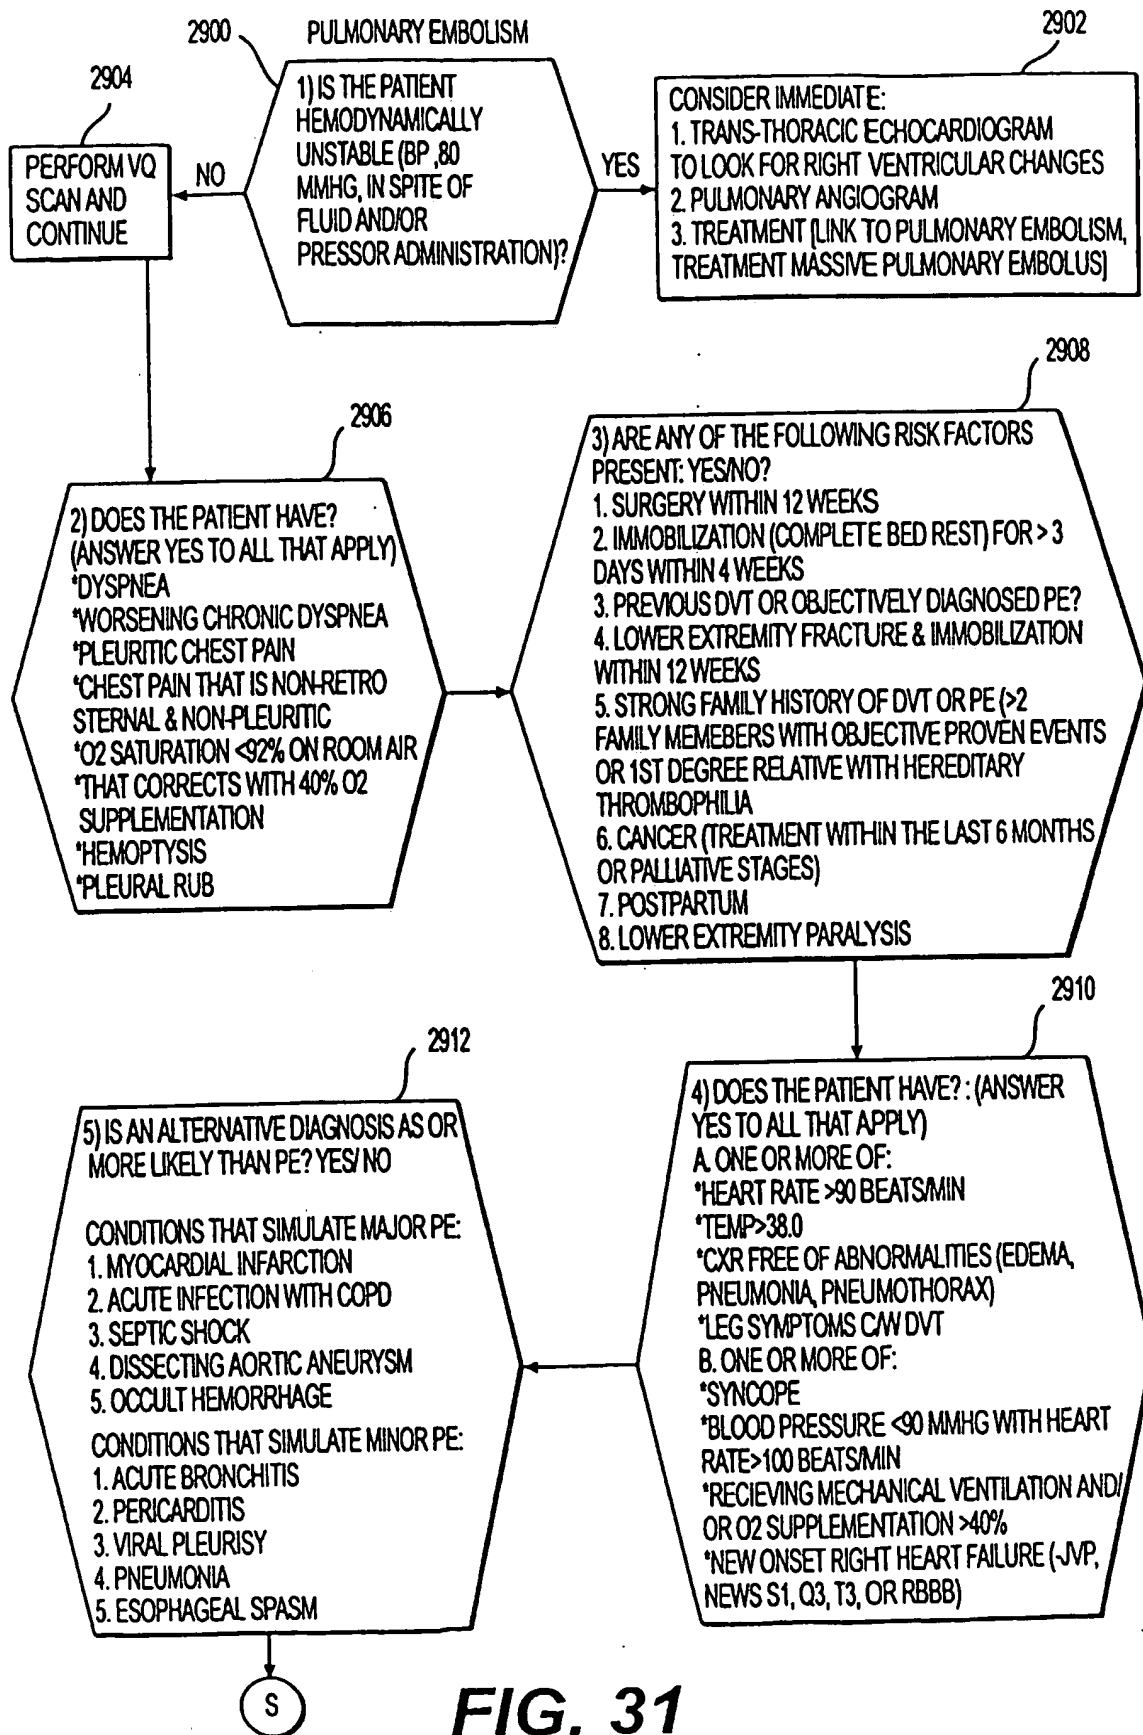 2900
PULMONARY EMBOLISM
2902
2904
1) IS THE PATIENT
HEMODYNAMICALLY
UNSTABLE (BP ,80
MMHG, IN SPITE OF
FLUID AND/OR
PRESSOR ADMINISTRATION)?
NO
YES
PERFORM VQ
SCAN AND
CONTINUE
CONSIDER IMMEDIATE:
1. TRANS-THORACIC ECHOCARDIOGRAM
TO LOOK FOR RIGHT VENTRICULAR CHANGES
2. PULMONARY ANGIOGRAM
3. TREATMENT [LINK TO PULMONARY EMBOLISM,
TREATMENT MASSIVE PULMONARY EMBOLUS]
2906
2) DOES THE PATIENT HAVE?
(ANSWER YES TO ALL THAT APPLY)
*DYSPNEA
*WORSENING CHRONIC DYSPNEA
*PLEURITIC CHEST PAIN
*CHEST PAIN THAT IS NON-RETRO
STERNAL & NON-PLEURITIC
*O2 SATURATION <92% ON ROOM AIR
*THAT CORRECTS WITH 40% O2
SUPPLEMENTATION
*HEMOPTYSIS
*PLEURAL RUB
2908
3) ARE ANY OF THE FOLLOWING RISK FACTORS
PRESENT: YES/NO?
1. SURGERY WITHIN 12 WEEKS
2. IMMOBILIZATION (COMPLETE BED REST) FOR > 3
DAYS WITHIN 4 WEEKS
3. PREVIOUS DVT OR OBJECTIVELY DIAGNOSED PE?
4. LOWER EXTREMITY FRACTURE & IMMOBILIZATION
WITHIN 12 WEEKS
5. STRONG FAMILY HISTORY OF DVT OR PE (>2
FAMILY MEMEBERS WITH OBJECTIVE PROVEN EVENTS
OR 1ST DEGREE RELATIVE WITH HEREDITARY
THROMBOPHILIA
6. CANCER (TREATMENT WITHIN THE LAST 6 MONTHS
OR PALLIATIVE STAGES)
7. POSTPARTUM
8. LOWER EXTREMITY PARALYSIS
2910
4) DOES THE PATIENT HAVE? : (ANSWER
YES TO ALL THAT APPLY)
A. ONE OR MORE OF:
*HEART RATE >90 BEATS/MIN
*TEMP>38.0
*CXR FREE OF ABNORMALITIES (EDEMA,
PNEUMONIA, PNEUMOTHORAX)
*LEG SYMPTOMS C/W DVT
B. ONE OR MORE OF:
*SYNCOPE
*BLOOD PRESSURE <90 MMHG WITH HEART
RATE>100 BEATS/MIN
*RECIEVING MECHANICAL VENTILATION AND/
OR O2 SUPPLEMENTATION >40%
*NEW ONSET RIGHT HEART FAILURE (-JVP,
NEWS S1, Q3, T3, OR RBBB)
2912
5) IS AN ALTERNATIVE DIAGNOSIS AS OR
MORE LIKELY THAN PE? YES/ NO
CONDITIONS THAT SIMULATE MAJOR PE:
1. MYOCARDIAL INFARCTION
2. ACUTE INFECTION WITH COPD
3. SEPTIC SHOCK
4. DISSECTING AORTIC ANEURYSM
5. OCCULT HEMORRHAGE
CONDITIONS THAT SIMULATE MINOR PE:
1. ACUTE BRONCHITIS
2. PERICARDITIS
3. VIRAL PLEURISY
4. PNEUMONIA
5. ESOPHAGEAL SPASM
S
FIG. 31